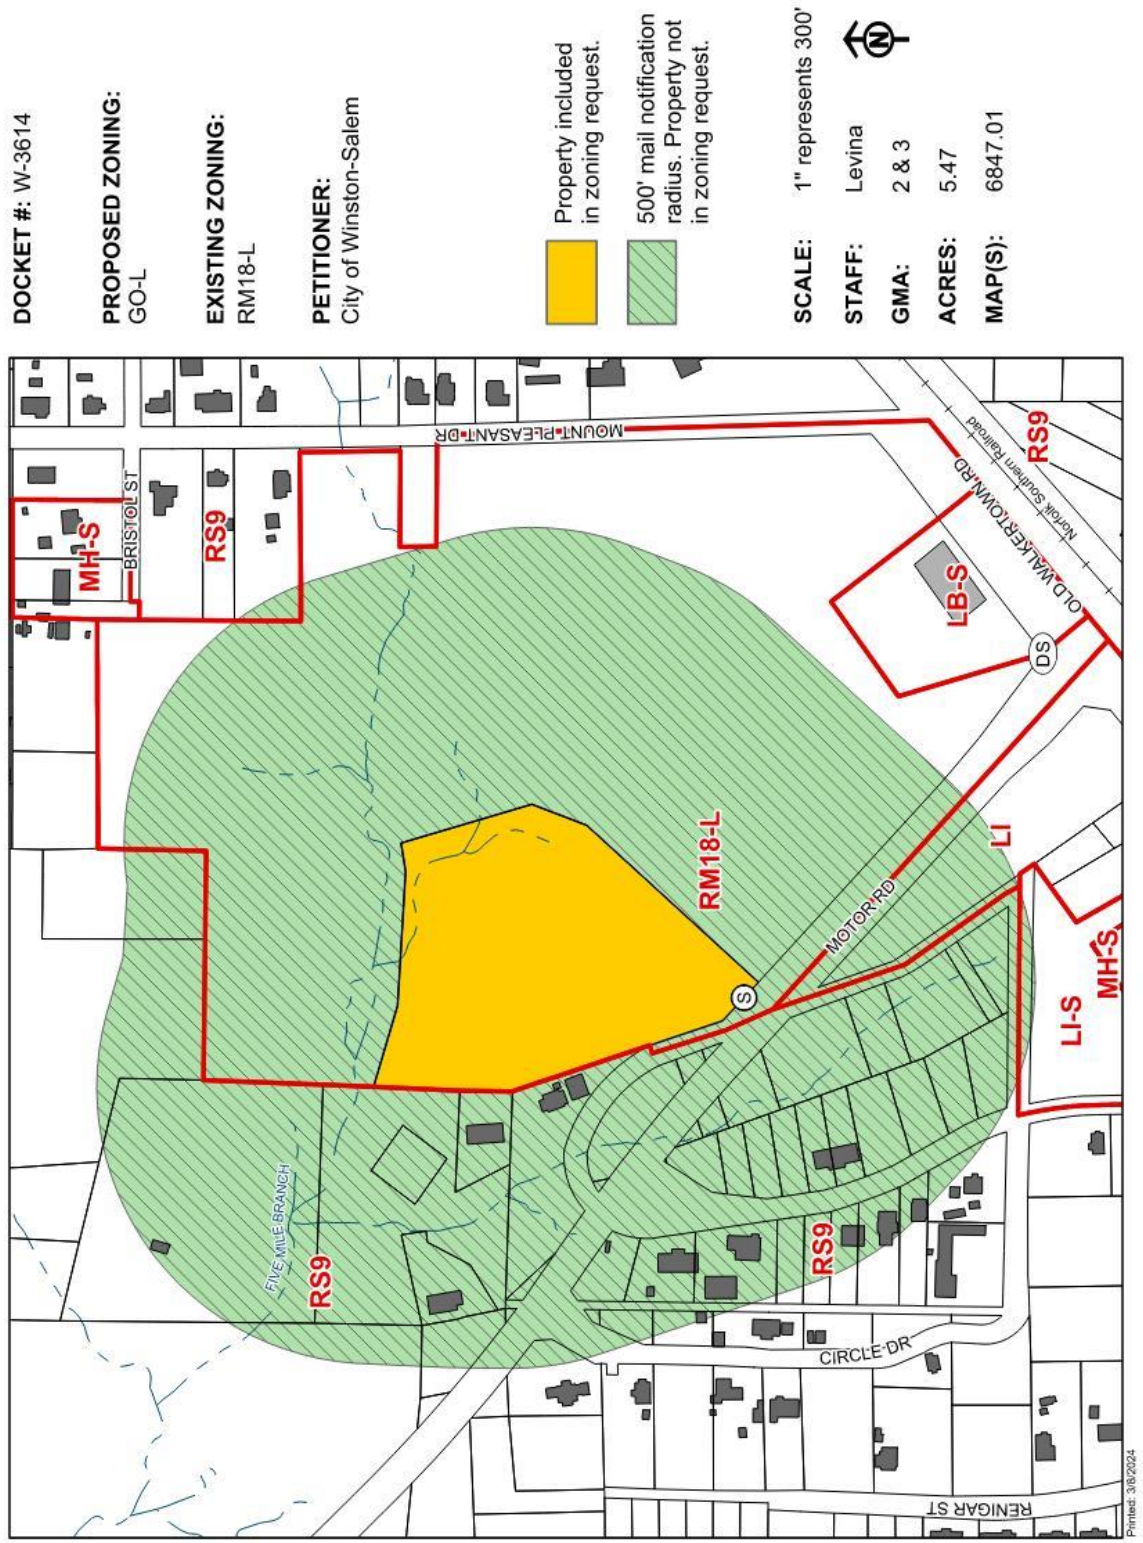 DOCKET #: W-3614
PROPOSED ZONING:
GO-L
EXISTING ZONING:
RM18-L
PETITIONER:
City of Winston-Salem
Property included
in zoning request.
500' mail notification
radius. Property not
in zoning request.
SCALE: 1" represents 300'
STAFF: Levina
GMA: 2 & 3
ACRES: 5.47
MAP(S): 6847.01
N
MH-S
BRISTOL ST
RS9
MOUNT PLEASANT DR
OLD WALKERTOWN RD
Norfolk Southern Railroad
RS9
LB-S
DS
RM18-L
LI
MOTOR RD
S
MH-S
LI-S
FIVE MILE BRANCH
RS9
RS9
CIRCLE DR
RENIGAR ST
Printed: 3/8/2024